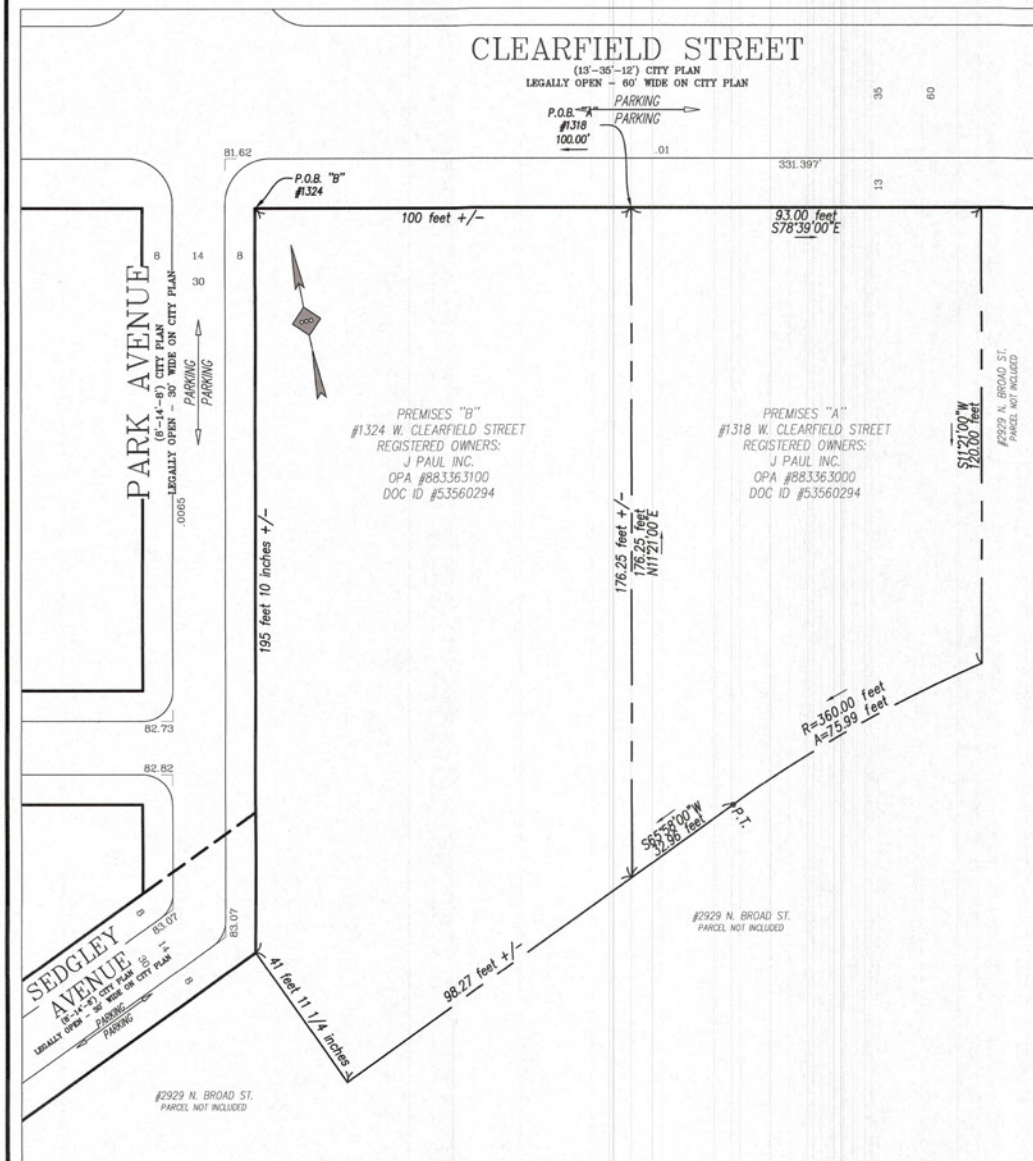 CLEARFIELD STREET
(13'-35'-12') CITY PLAN
LEGALLY OPEN - 60' WIDE ON CITY PLAN
PARKING
PARKING
P.O.B. "A"
#1318
100.00'
.01
35
60
331.397'
13
81.62
P.O.B. "B"
#1324
100 feet +/-
93.00 feet
S78°39'00"E
8
14
30
8
PARK AVENUE
(8'-14'-8') CITY PLAN
LEGALLY OPEN - 30' WIDE ON CITY PLAN
PARKING
PARKING
.0065
PREMISES "B"
#1324 W. CLEARFIELD STREET
REGISTERED OWNERS:
J PAUL INC.
OPA #883363100
DOC ID #53560294
PREMISES "A"
#1318 W. CLEARFIELD STREET
REGISTERED OWNERS:
J PAUL INC.
OPA #883363000
DOC ID #53560294
S11°21'00"W
120.00 feet
#2929 N. BROAD ST.
PARCEL NOT INCLUDED
195 feet 10 inches +/-
176.25 feet +/-
176.25 feet
N11°21'00"E
R=360.00 feet
A=75.99 feet
82.73
82.82
P.T.
S65°58'00"W
32.96 feet
8
83.07
83.07
SEDGLEY
AVENUE
(8'-14'-8') CITY PLAN
LEGALLY OPEN - 30' WIDE ON CITY PLAN
14
30
8
PARKING
PARKING
#2929 N. BROAD ST.
PARCEL NOT INCLUDED
41 feet 11 1/4 inches
98.27 feet +/-
#2929 N. BROAD ST.
PARCEL NOT INCLUDED